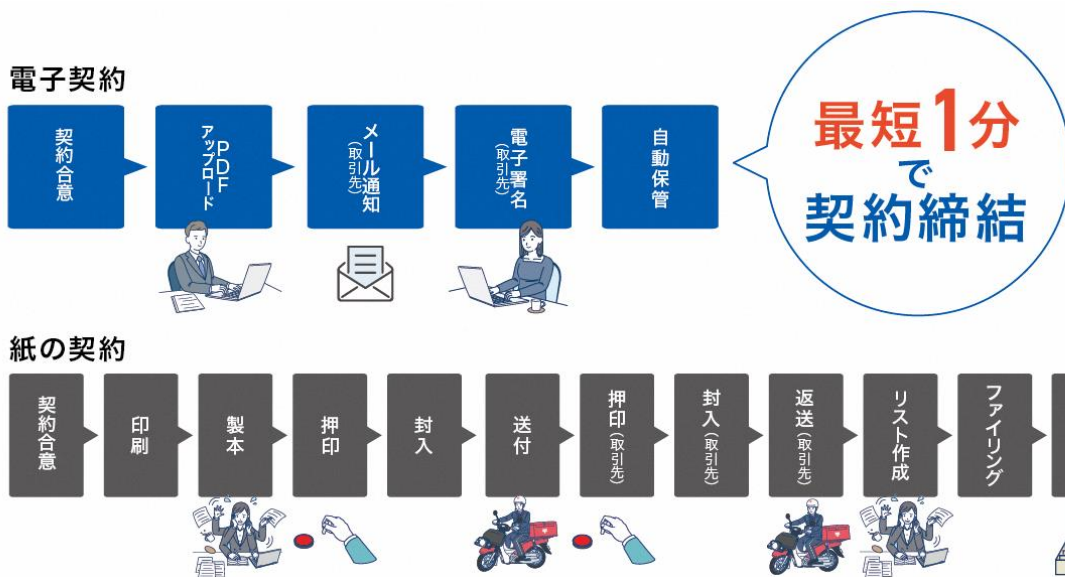 電子契約
契約合意
PDF
アップロード
メール通知
(取引先)
電子署名
(取引先)
自動保管
最短1分
で
契約締結
紙の契約
契約合意
印刷
製本
押印
封入
送付
押印(取引先)
封入(取引先)
返送(取引先)
リスト作成
ファイリング